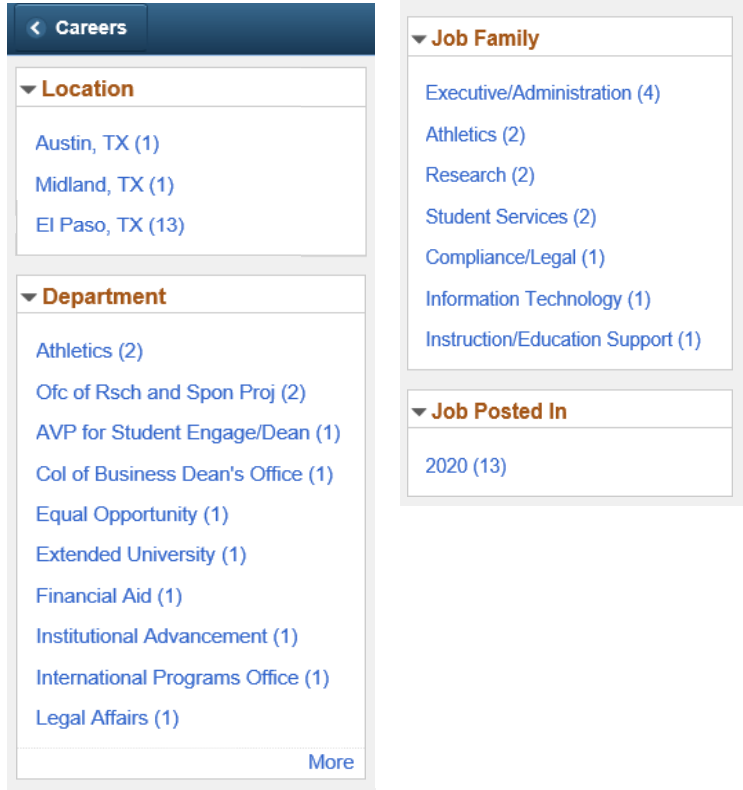 Careers
Location
Austin, TX (1)
Midland, TX (1)
El Paso, TX (13)
Department
Athletics (2)
Ofc of Rsch and Spon Proj (2)
AVP for Student Engage/Dean (1)
Col of Business Dean's Office (1)
Equal Opportunity (1)
Extended University (1)
Financial Aid (1)
Institutional Advancement (1)
International Programs Office (1)
Legal Affairs (1)
More
Job Family
Executive/Administration (4)
Athletics (2)
Research (2)
Student Services (2)
Compliance/Legal (1)
Information Technology (1)
Instruction/Education Support (1)
Job Posted In
2020 (13)